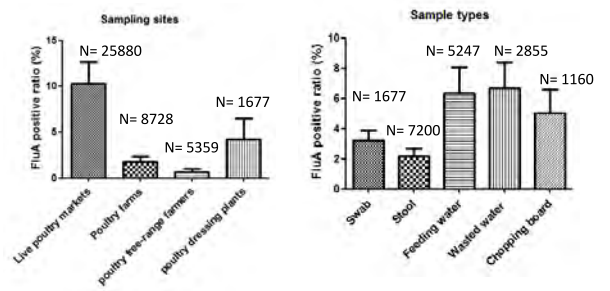 Sampling sites
FluA positive ratio (%)
15
10
5
0
N= 25880
N= 8728
N= 5359
N= 1677
Live poultry markets
Poultry farms
poultry free-range farmers
poultry dressing plants
Sample types
FluA positive ratio (%)
10
8
6
4
2
0
N= 1677
N= 7200
N= 5247
N= 2855
N= 1160
Swab
Stool
Feeding water
Wasted water
Chopping board